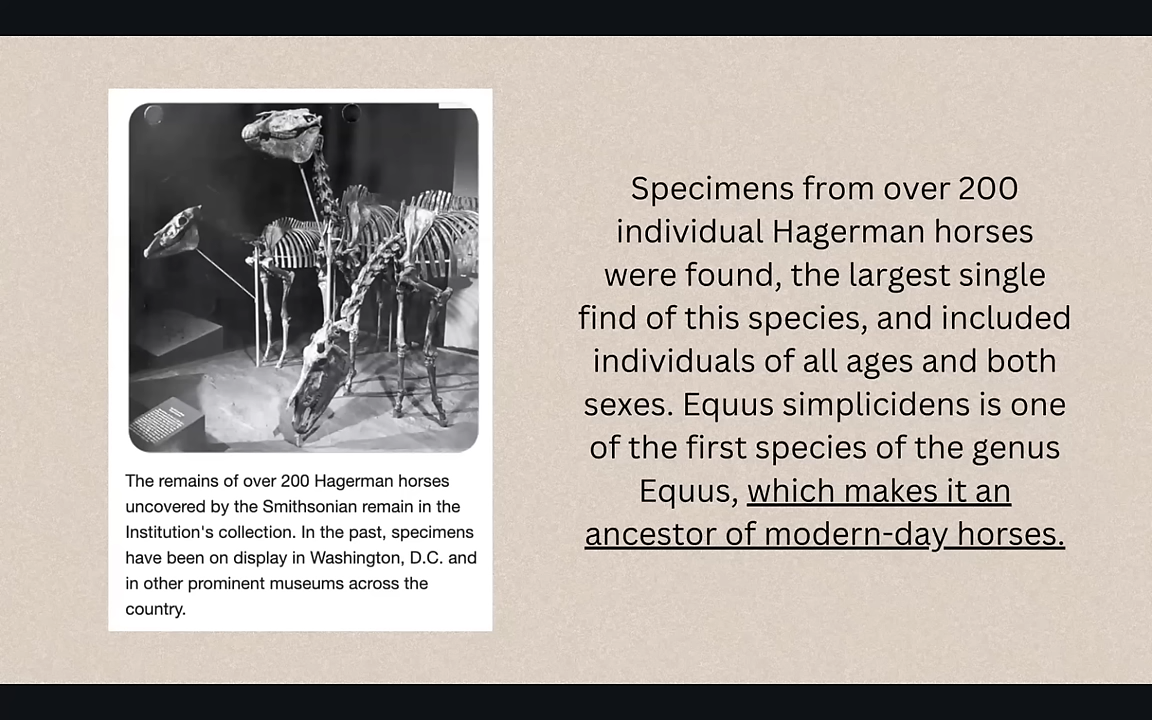 The remains of over 200 Hagerman horses
uncovered by the Smithsonian remain in the
Institution's collection. In the past, specimens
have been on display in Washington, D.C. and
in other prominent museums across the
country.
Specimens from over 200
individual Hagerman horses
were found, the largest single
find of this species, and included
individuals of all ages and both
sexes. Equus simplicidens is one
of the first species of the genus
Equus, which makes it an
ancestor of modern-day horses.